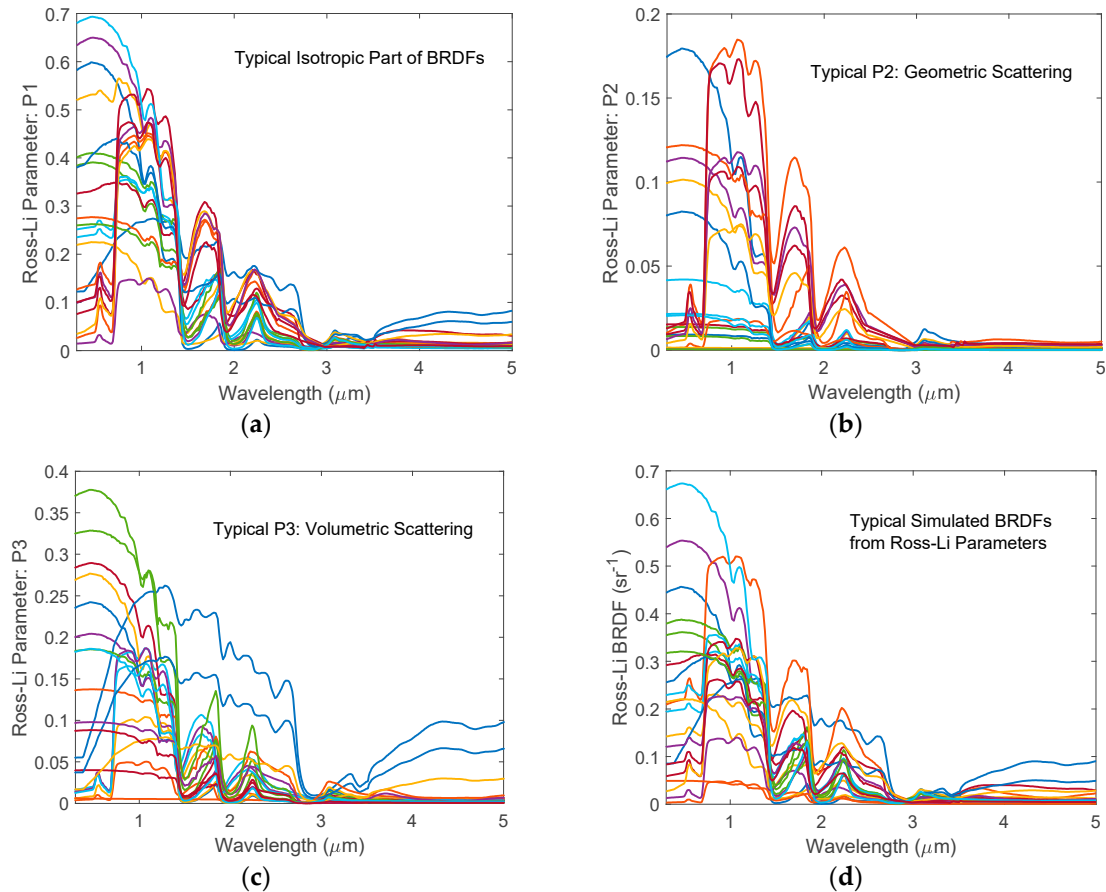 0.7
0.6
0.5
0.4
0.3
0.2
0.1
0
1
2
3
4
5
Ross-Li Parameter: P1
Typical Isotropic Part of BRDFs
Wavelength (μm)
(a)
0.2
0.15
0.1
0.05
0
1
2
3
4
5
Ross-Li Parameter: P2
Typical P2: Geometric Scattering
Wavelength (μm)
(b)
0.4
0.35
0.3
0.25
0.2
0.15
0.1
0.05
0
1
2
3
4
5
Ross-Li Parameter: P3
Typical P3: Volumetric Scattering
Wavelength (μm)
(c)
0.7
0.6
0.5
0.4
0.3
0.2
0.1
0
1
2
3
4
5
Ross-Li BRDF (sr⁻¹)
Typical Simulated BRDFs
from Ross-Li Parameters
Wavelength (μm)
(d)